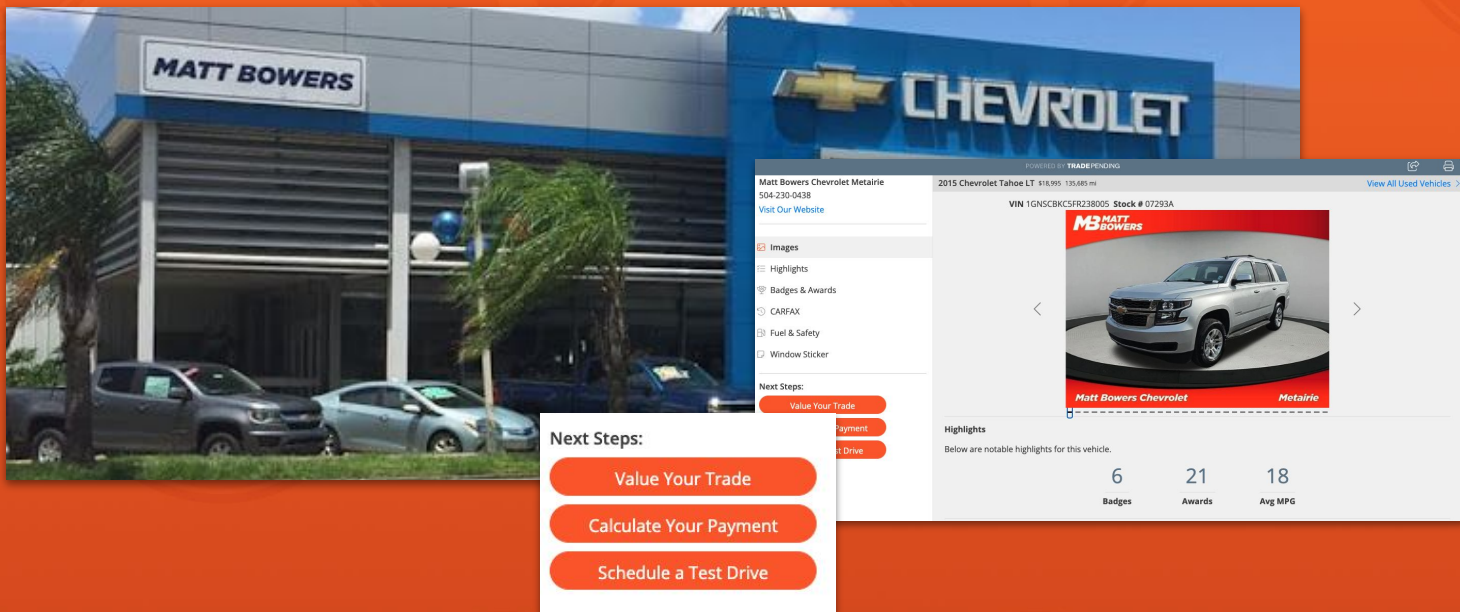 MATT BOWERS
CHEVROLET
POWERED BY TRADEPENDING
Matt Bowers Chevrolet Metairie
504-230-0438
Visit Our Website
Images
Highlights
Badges & Awards
CARFAX
Fuel & Safety
Window Sticker
Next Steps:
Value Your Trade
Payment
st Drive
2015 Chevrolet Tahoe LT $18,995 135,685 mi
View All Used Vehicles
VIN 1GNSCBKC5FR238005 Stock # 07293A
MB MATT BOWERS
Matt Bowers Chevrolet Metairie
Highlights
Below are notable highlights for this vehicle.
6 21 18
Badges Awards Avg MPG
Next Steps:
Value Your Trade
Calculate Your Payment
Schedule a Test Drive